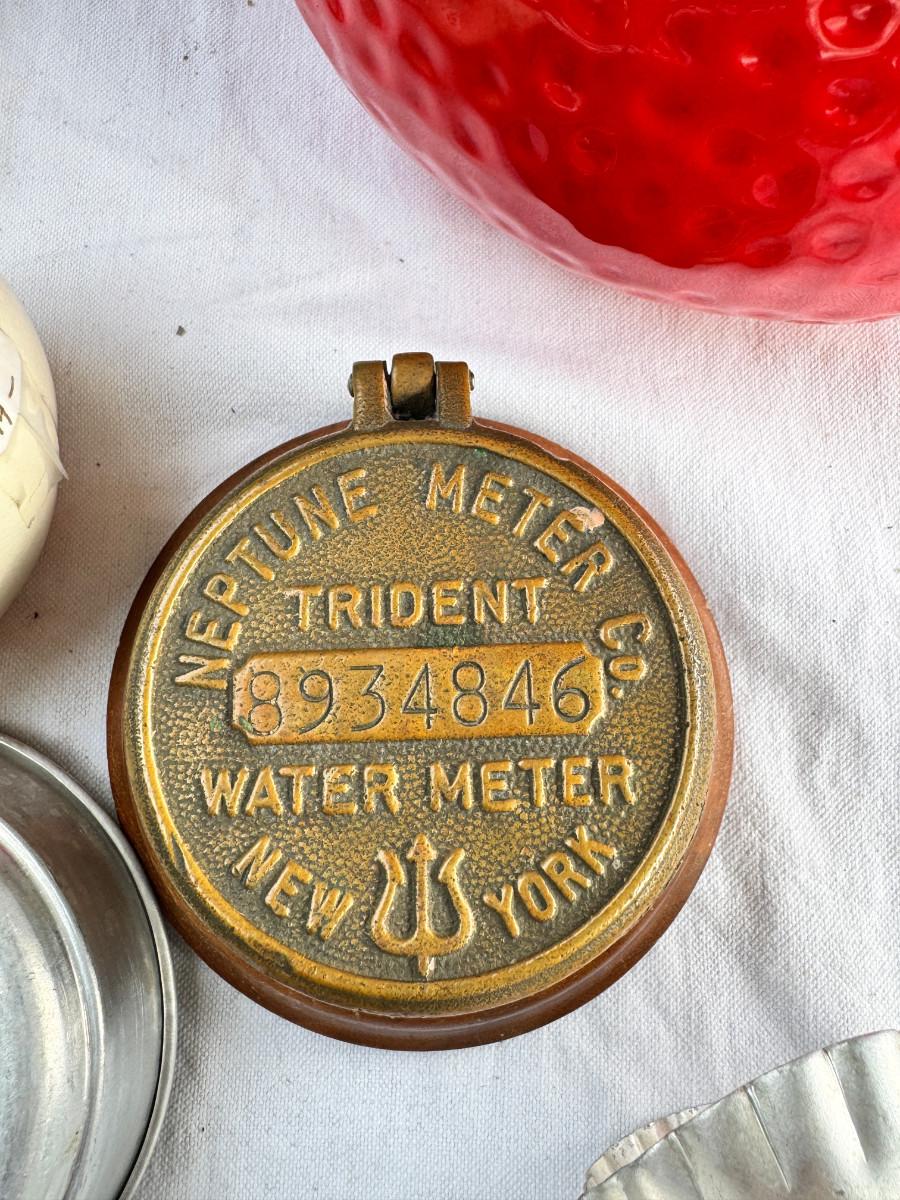 NEPTUNE METER Co.
TRIDENT
8934846
WATER METER
NEW YORK